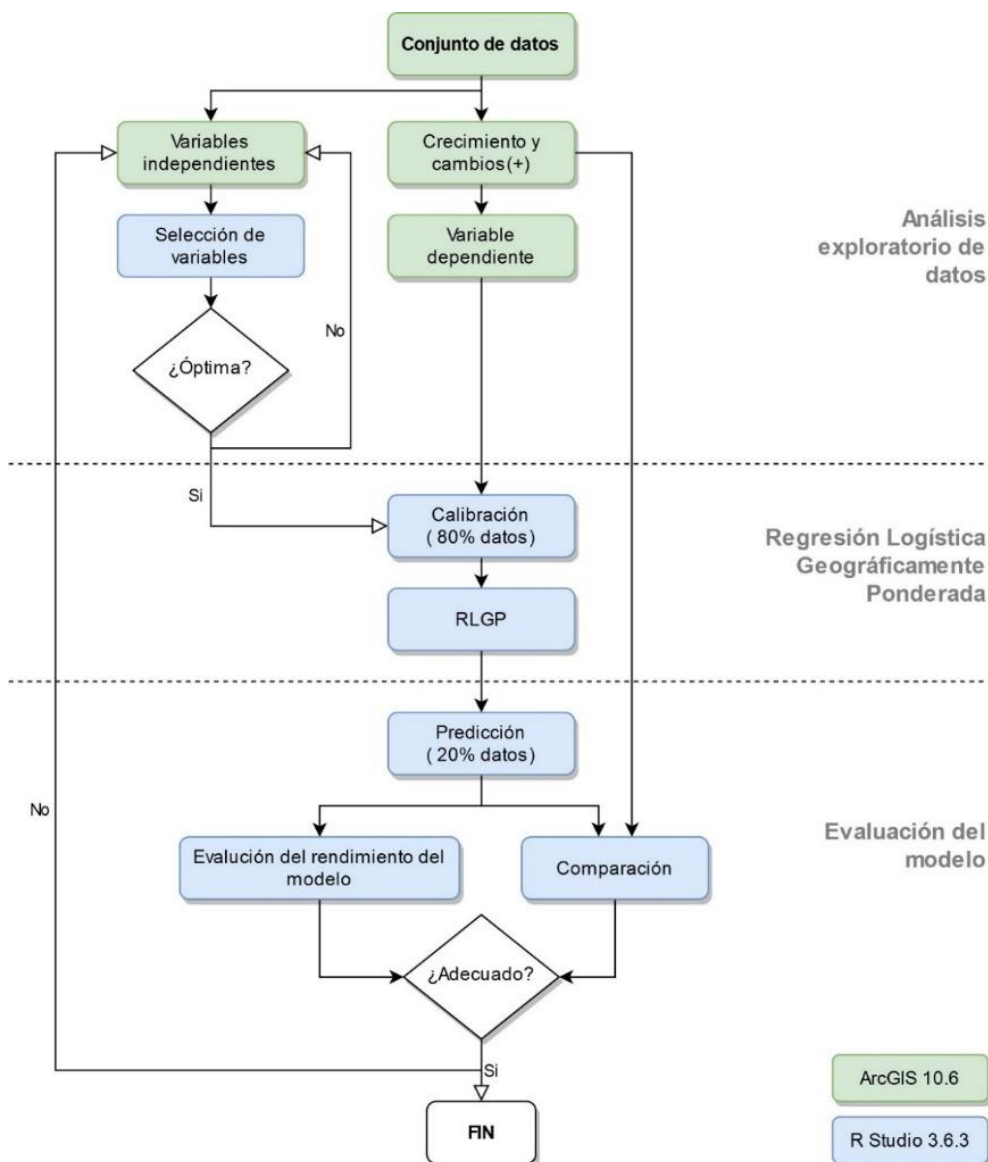 Conjunto de datos
Variables
independientes
Crecimiento y
cambios(+)
Selección de
variables
Variable
dependiente
Análisis
exploratorio de
datos
¿Óptima?
No
Si
Calibración
( 80% datos)
Regresión Logística
Geográficamente
Ponderada
RLGP
Predicción
( 20% datos)
No
Evalución del rendimiento del
modelo
Comparación
Evaluación del
modelo
¿Adecuado?
Si
FIN
ArcGIS 10.6
R Studio 3.6.3